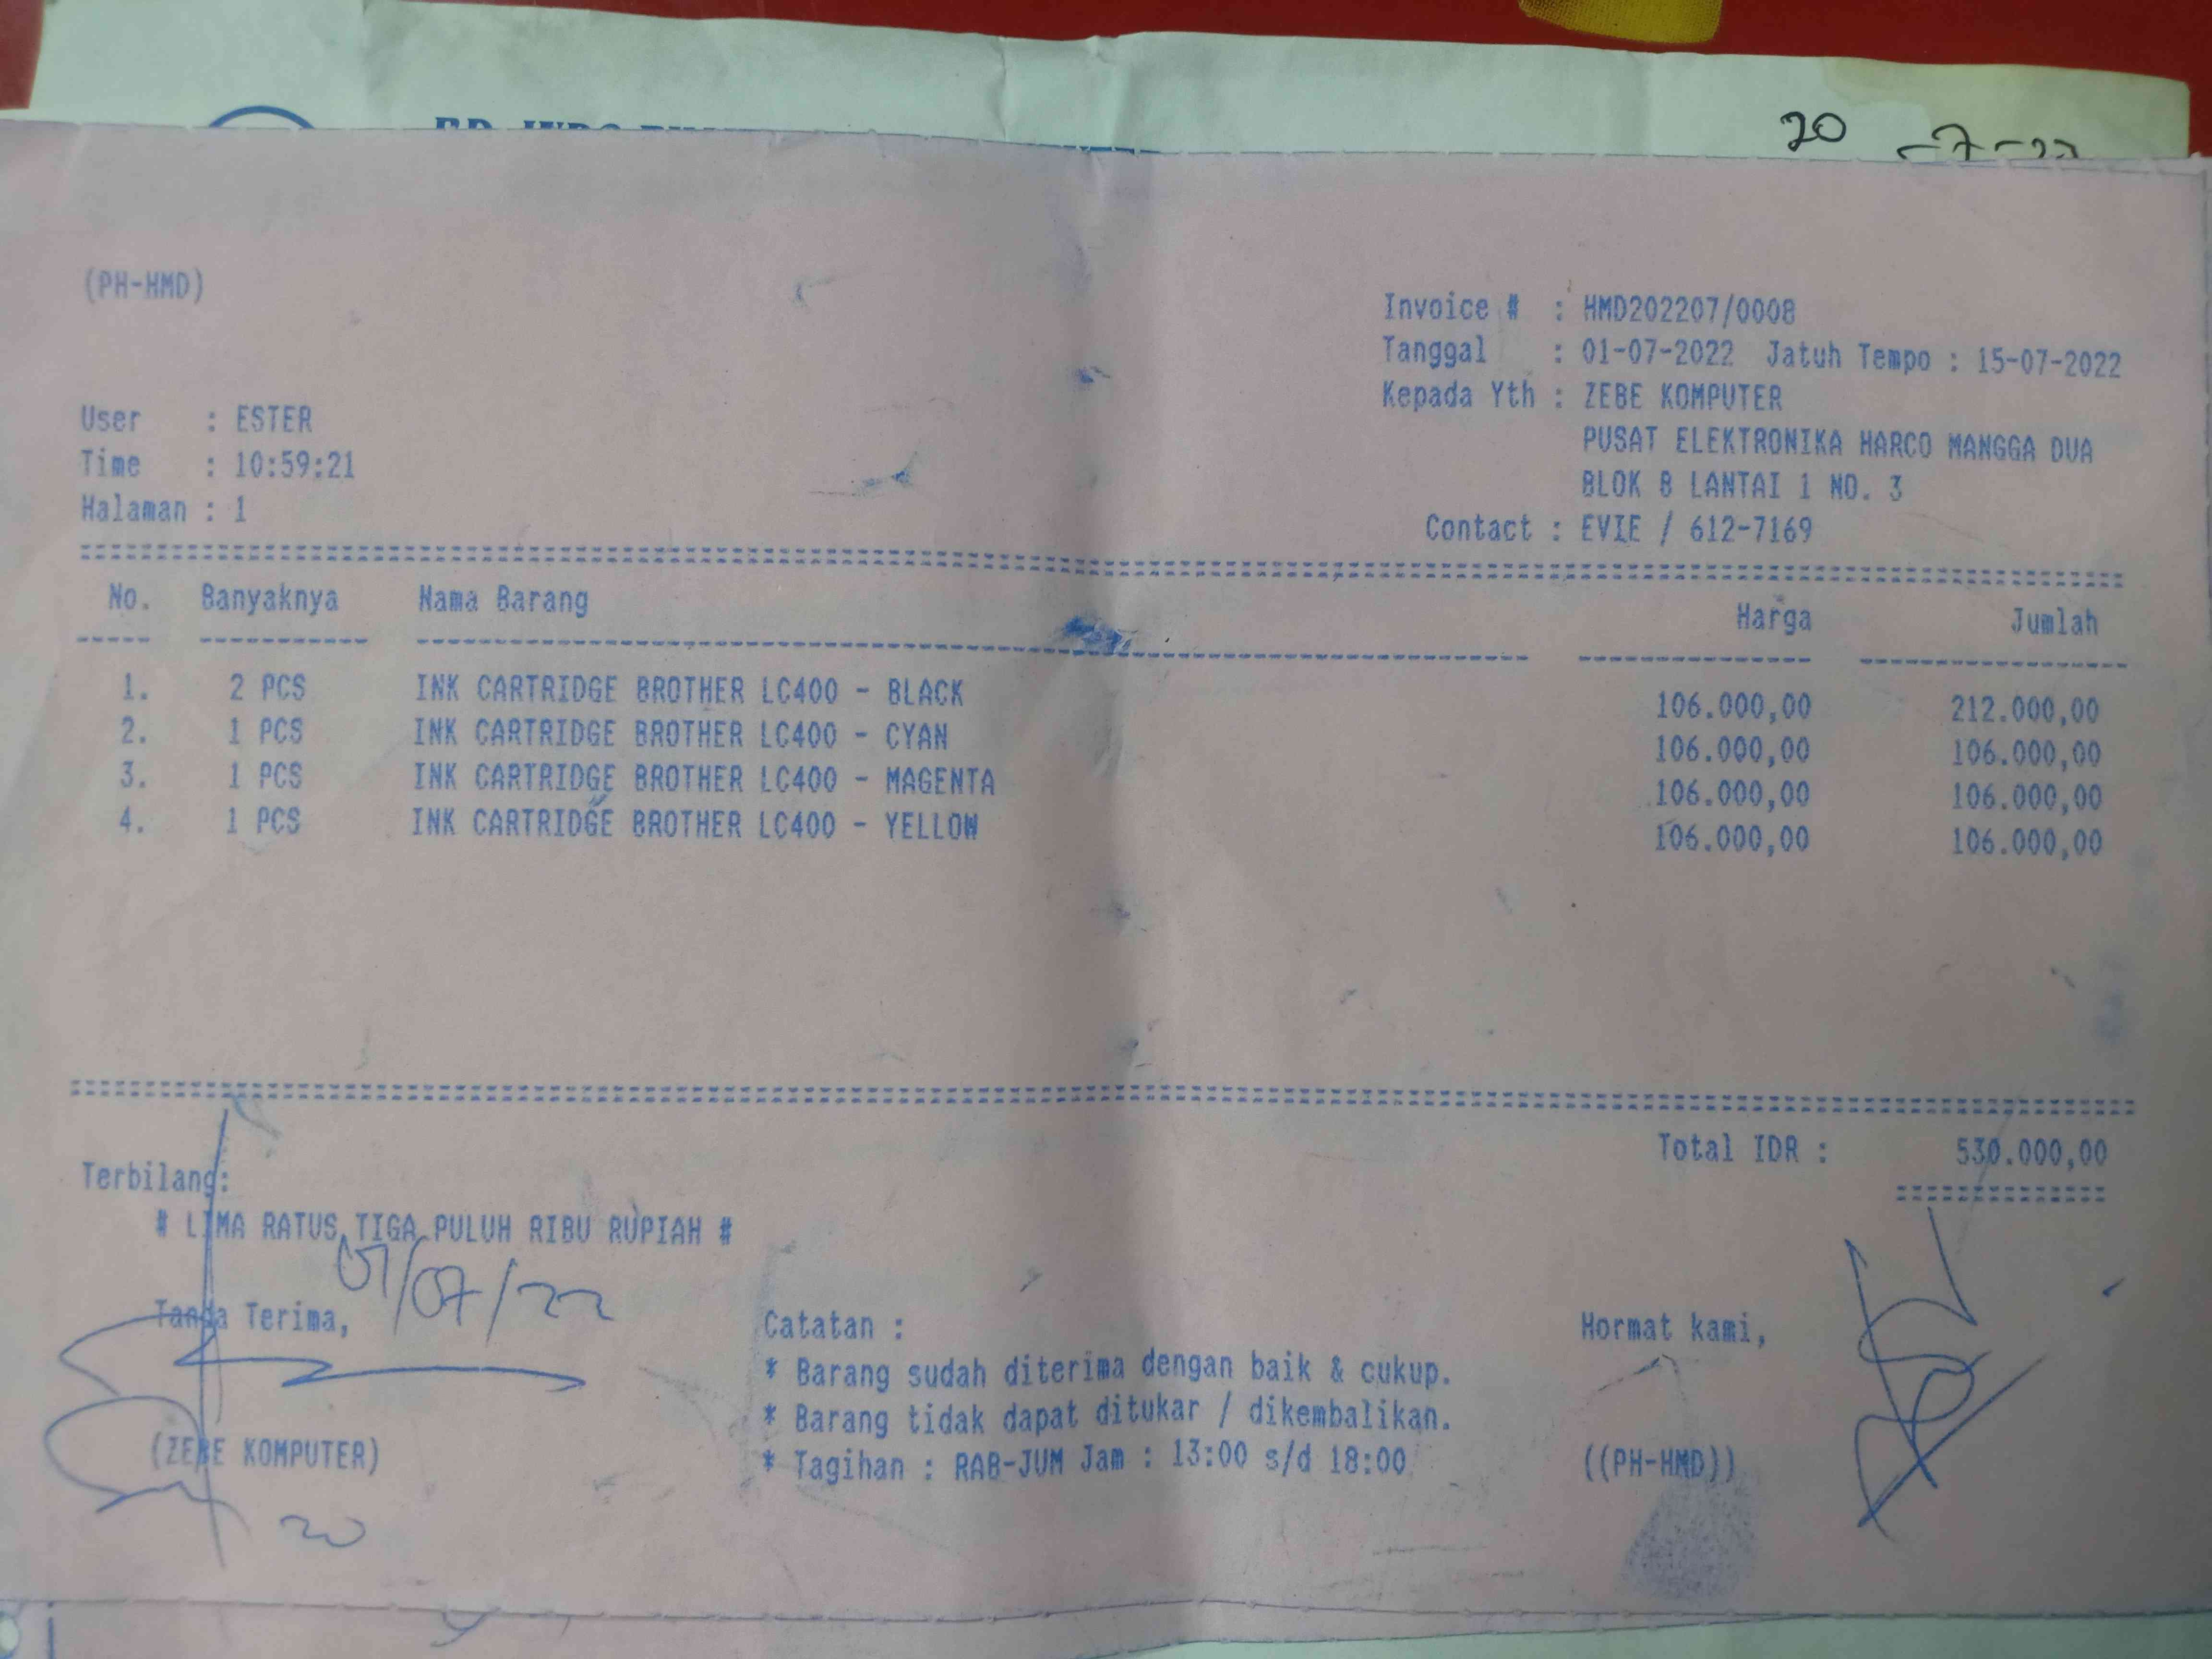 20 -7-22
(PH-HMD)
Invoice # : HMD202207/0008
Tanggal : 01-07-2022 Jatuh Tempo : 15-07-2022
Kepada Yth : ZEBE KOMPUTER
PUSAT ELEKTRONIKA HARCO MANGGA DUA
BLOK B LANTAI 1 NO. 3
Contact : EVIE / 612-7169
User : ESTER
Time : 10:59:21
Halaman : 1
No. Banyaknya Nama Barang Harga Jumlah
1. 2 PCS INK CARTRIDGE BROTHER LC400 - BLACK 106.000,00 212.000,00
2. 1 PCS INK CARTRIDGE BROTHER LC400 - CYAN 106.000,00 106.000,00
3. 1 PCS INK CARTRIDGE BROTHER LC400 - MAGENTA 106.000,00 106.000,00
4. 1 PCS INK CARTRIDGE BROTHER LC400 - YELLOW 106.000,00 106.000,00
Total IDR : 530.000,00
Terbilang:
# LIMA RATUS TIGA PULUH RIBU RUPIAH #
01/07/22
Tanda Terima,
(ZEBE KOMPUTER)
20
Catatan :
* Barang sudah diterima dengan baik & cukup.
* Barang tidak dapat ditukar / dikembalikan.
* Tagihan : RAB-JUM Jam : 13:00 s/d 18:00
Hormat kami,
((PH-HMD))